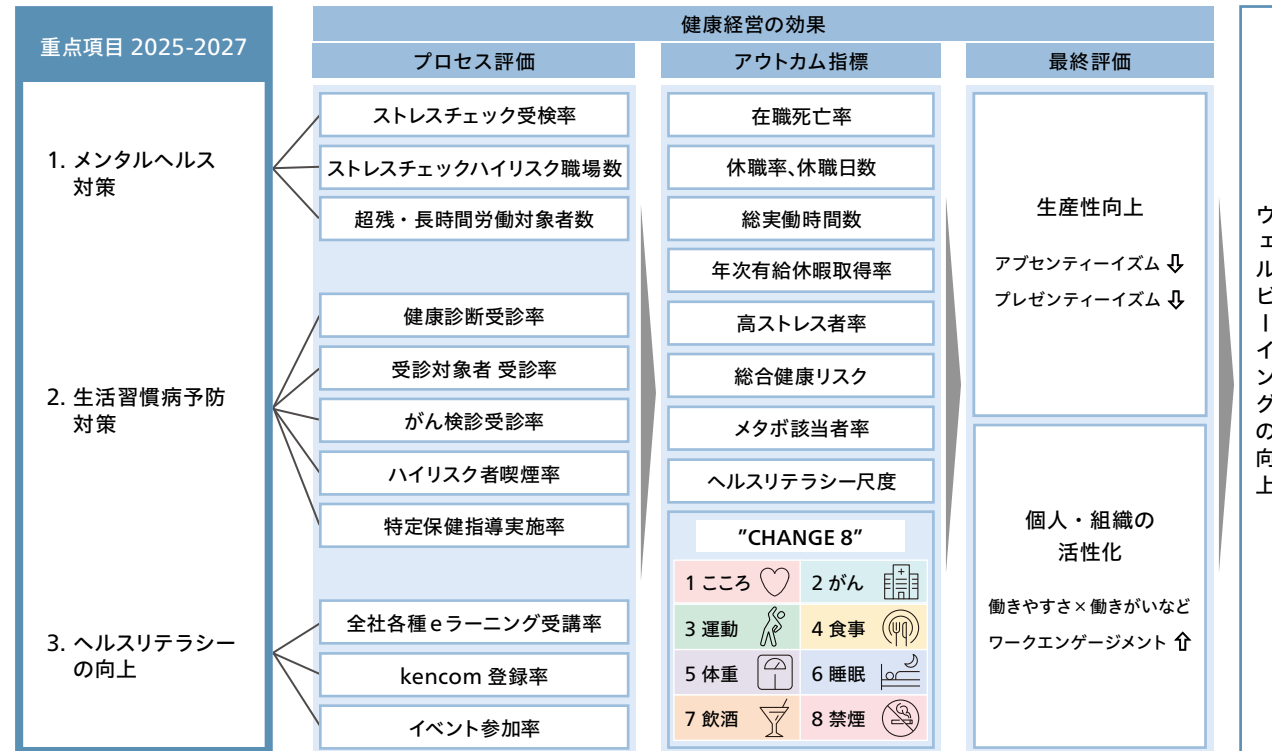 重点項目 2025-2027
1. メンタルヘルス
対策
2. 生活習慣病予防
対策
3. ヘルスリテラシー
の向上
健康経営の効果
プロセス評価
ストレスチェック受検率
ストレスチェックハイリスク職場数
超残・長時間労働対象者数
健康診断受診率
受診対象者 受診率
がん検診受診率
ハイリスク者喫煙率
特定保健指導実施率
全社各種eラーニング受講率
kencom 登録率
イベント参加率
アウトカム指標
在職死亡率
休職率、休職日数
総実働時間数
年次有給休暇取得率
高ストレス者率
総合健康リスク
メタボ該当者率
ヘルスリテラシー尺度
”CHANGE 8”
1 こころ
2 がん
3 運動
4 食事
5 体重
6 睡眠
7 飲酒
8 禁煙
最終評価
生産性向上
アブセンティーイズム ⇩
プレゼンティーイズム ⇩
個人・組織の
活性化
働きやすさ×働きがいなど
ワークエンゲージメント ⇧
ウェルビーイングの向上